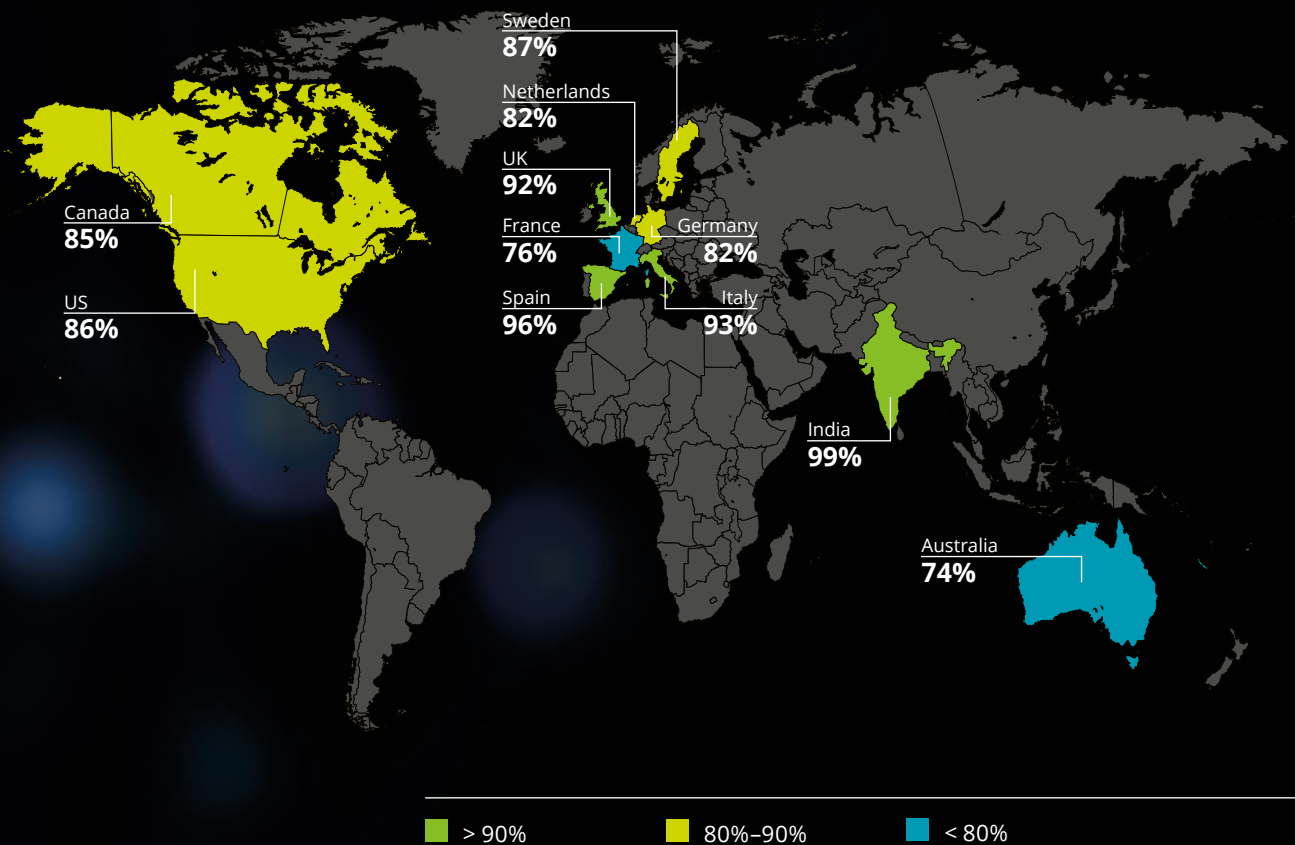 Sweden
87%
Netherlands
82%
UK
92%
Canada
85%
France
76%
Germany
82%
US
86%
Spain
96%
Italy
93%
India
99%
Australia
74%
> 90%
80%–90%
< 80%